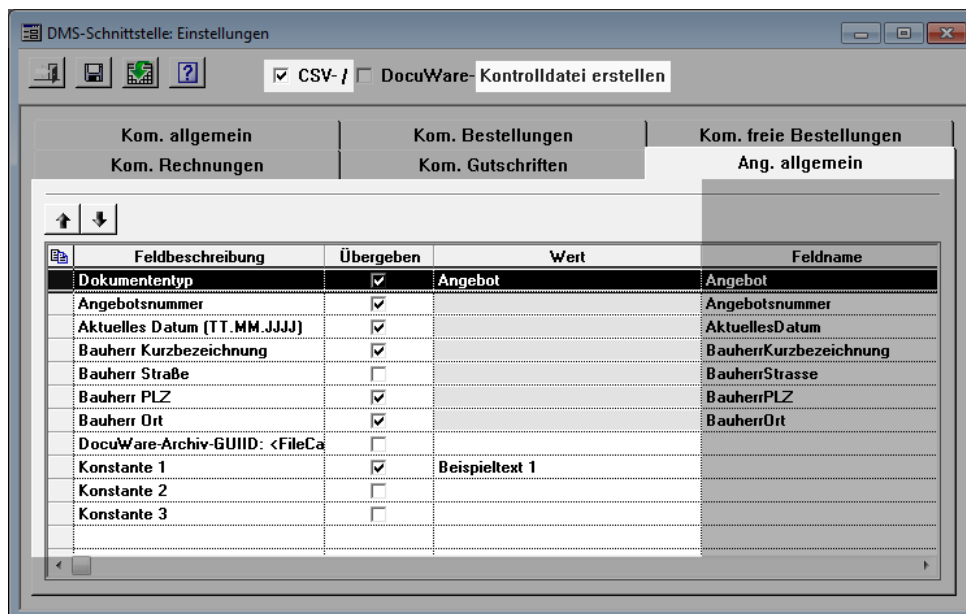 DMS-Schnittstelle: Einstellungen
CSV- / DocuWare- Kontrolldatei erstellen
Kom. allgemein Kom. Bestellungen Kom. freie Bestellungen
Kom. Rechnungen Kom. Gutschriften Ang. allgemein
Feldbeschreibung Übergeben Wert Feldname
Dokumententyp Angebot Angebot
Angebotsnummer Angebotsnummer
Aktuelles Datum (TT.MM.JJJJ) AktuellesDatum
Bauherr Kurzbezeichnung BauherrKurzbezeichnung
Bauherr Straße BauherrStrasse
Bauherr PLZ BauherrPLZ
Bauherr Ort BauherrOrt
DocuWare-Archiv-GUIID: <FileCa
Konstante 1 Beispieltext 1
Konstante 2
Konstante 3